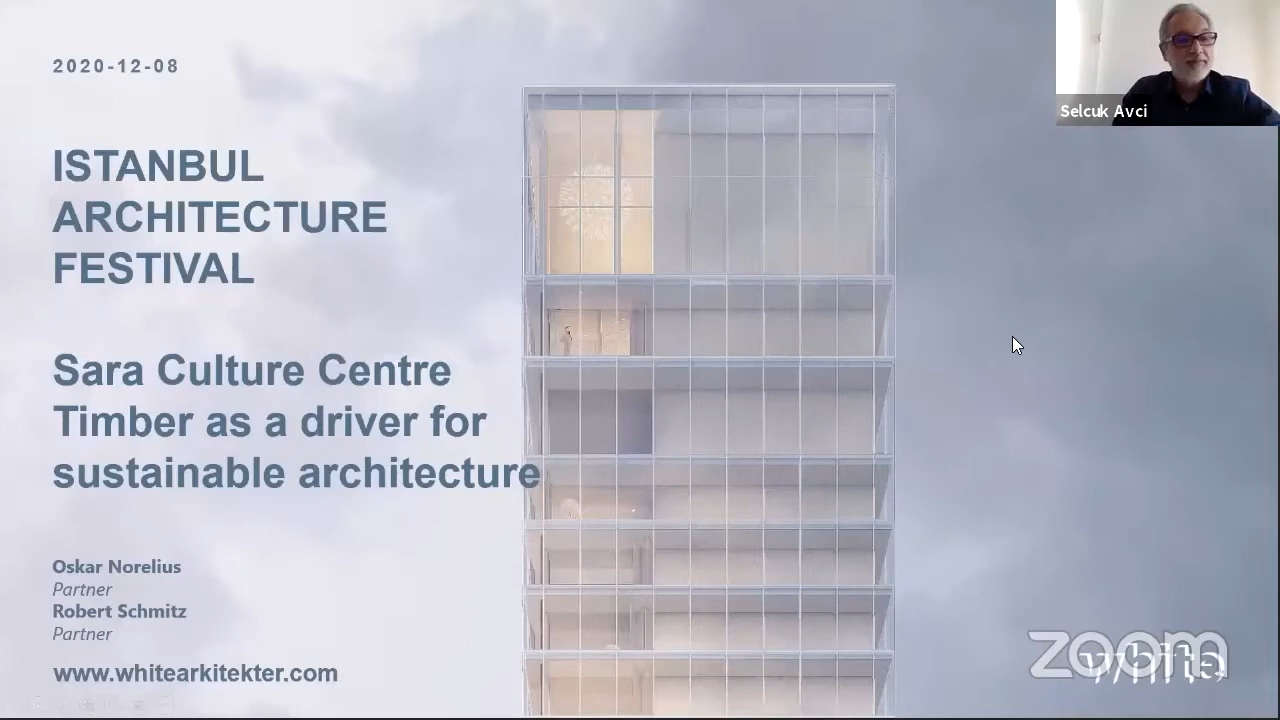 2020-12-08
ISTANBUL
ARCHITECTURE
FESTIVAL
Sara Culture Centre
Timber as a driver for
sustainable architecture
Oskar Norelius
Partner
Robert Schmitz
Partner
www.whitearkitekter.com
Selcuk Avci
zoom
white